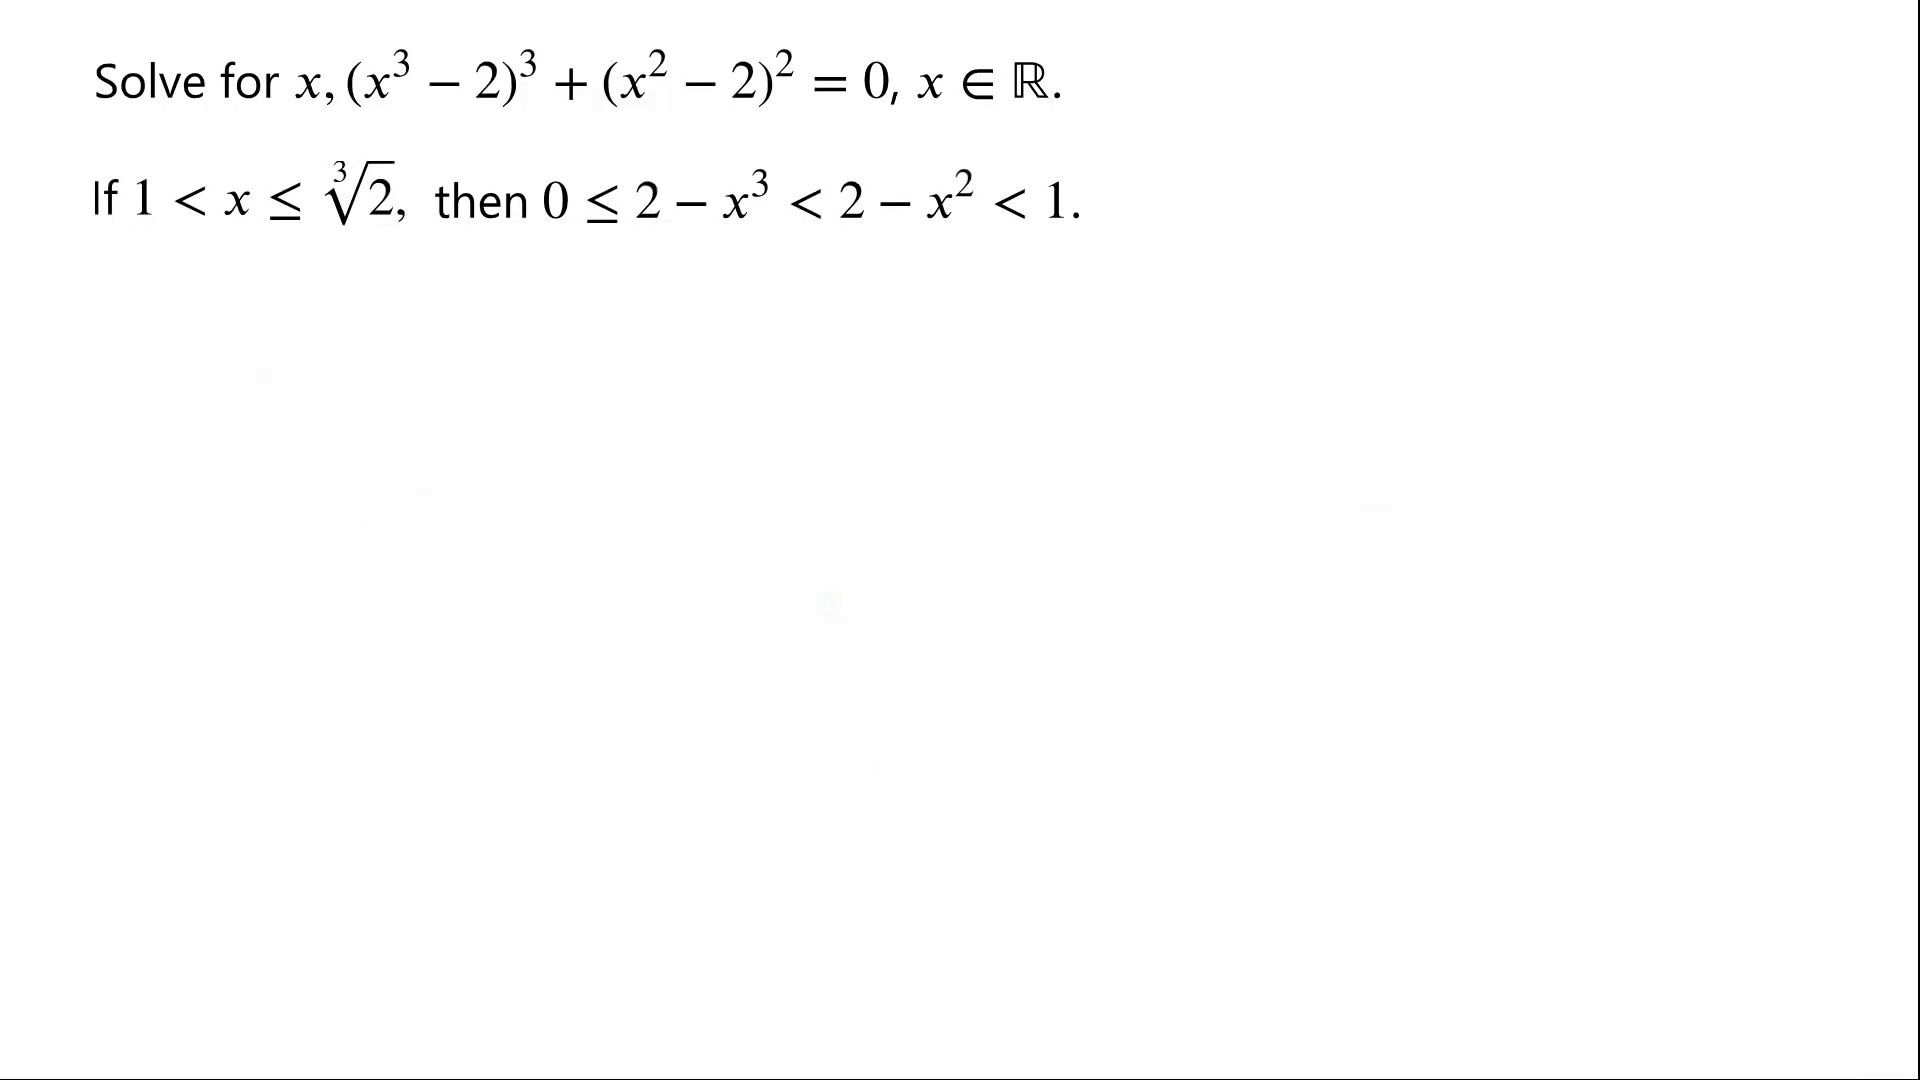 Solve for x, (x³ − 2)³ + (x² − 2)² = 0, x ∈ ℝ.
If 1 < x ≤ ∛2, then 0 ≤ 2 − x³ < 2 − x² < 1.